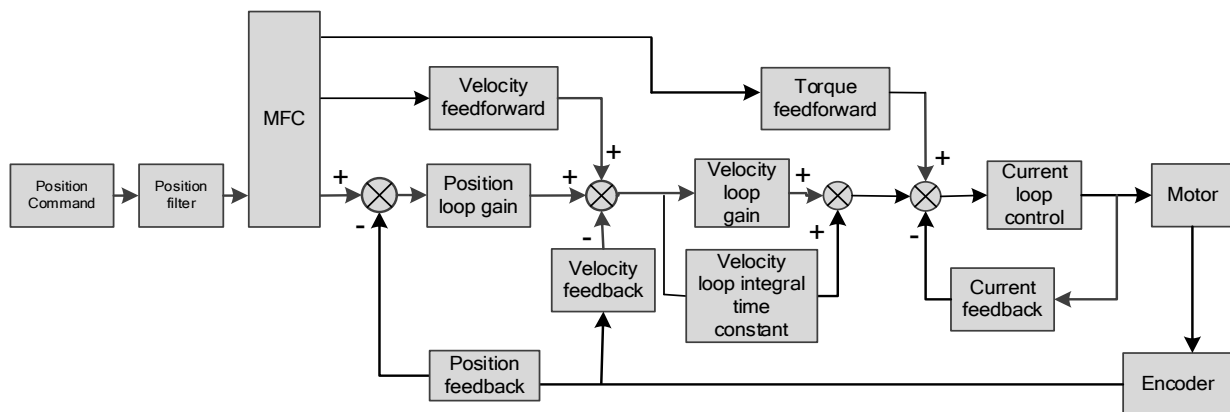 Position
Command
Position
filter
MFC
Velocity
feedforward
Torque
feedforward
+
-
Position
loop gain
+
+
-
Velocity
feedback
Velocity
loop
gain
+
+
Velocity
loop integral
time
constant
+
-
Current
loop
control
Current
feedback
Motor
Position
feedback
Encoder